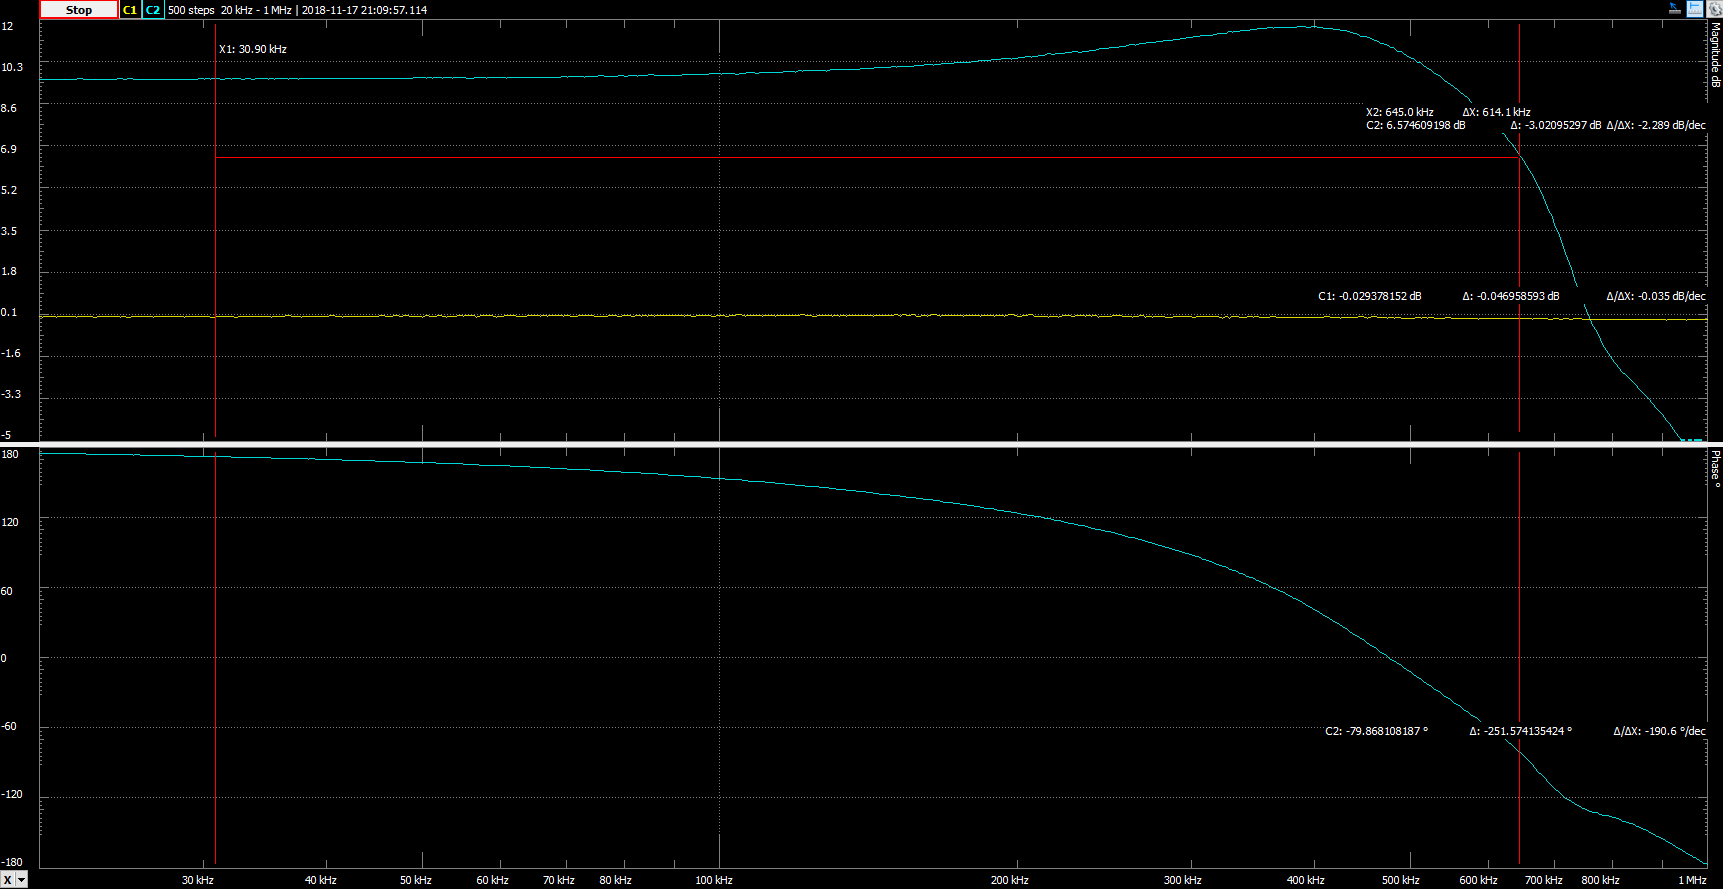 Stop C1 C2 500 steps 20 kHz - 1 MHz | 2018-11-17 21:09:57.114
12
10.3
8.6
6.9
5.2
3.5
1.8
0.1
-1.6
-3.3
-5
Magnitude dB
X1: 30.90 kHz
X2: 645.0 kHz ΔX: 614.1 kHz
C2: 6.574609198 dB Δ: -3.02095297 dB Δ/ΔX: -2.289 dB/dec
C1: -0.029378152 dB Δ: -0.046958593 dB Δ/ΔX: -0.035 dB/dec
180
120
60
0
-60
-120
-180
Phase °
C2: -79.868108187 ° Δ: -251.574135424 ° Δ/ΔX: -190.6 °/dec
X 30 kHz 40 kHz 50 kHz 60 kHz 70 kHz 80 kHz 100 kHz 200 kHz 300 kHz 400 kHz 500 kHz 600 kHz 700 kHz 800 kHz 1 MHz